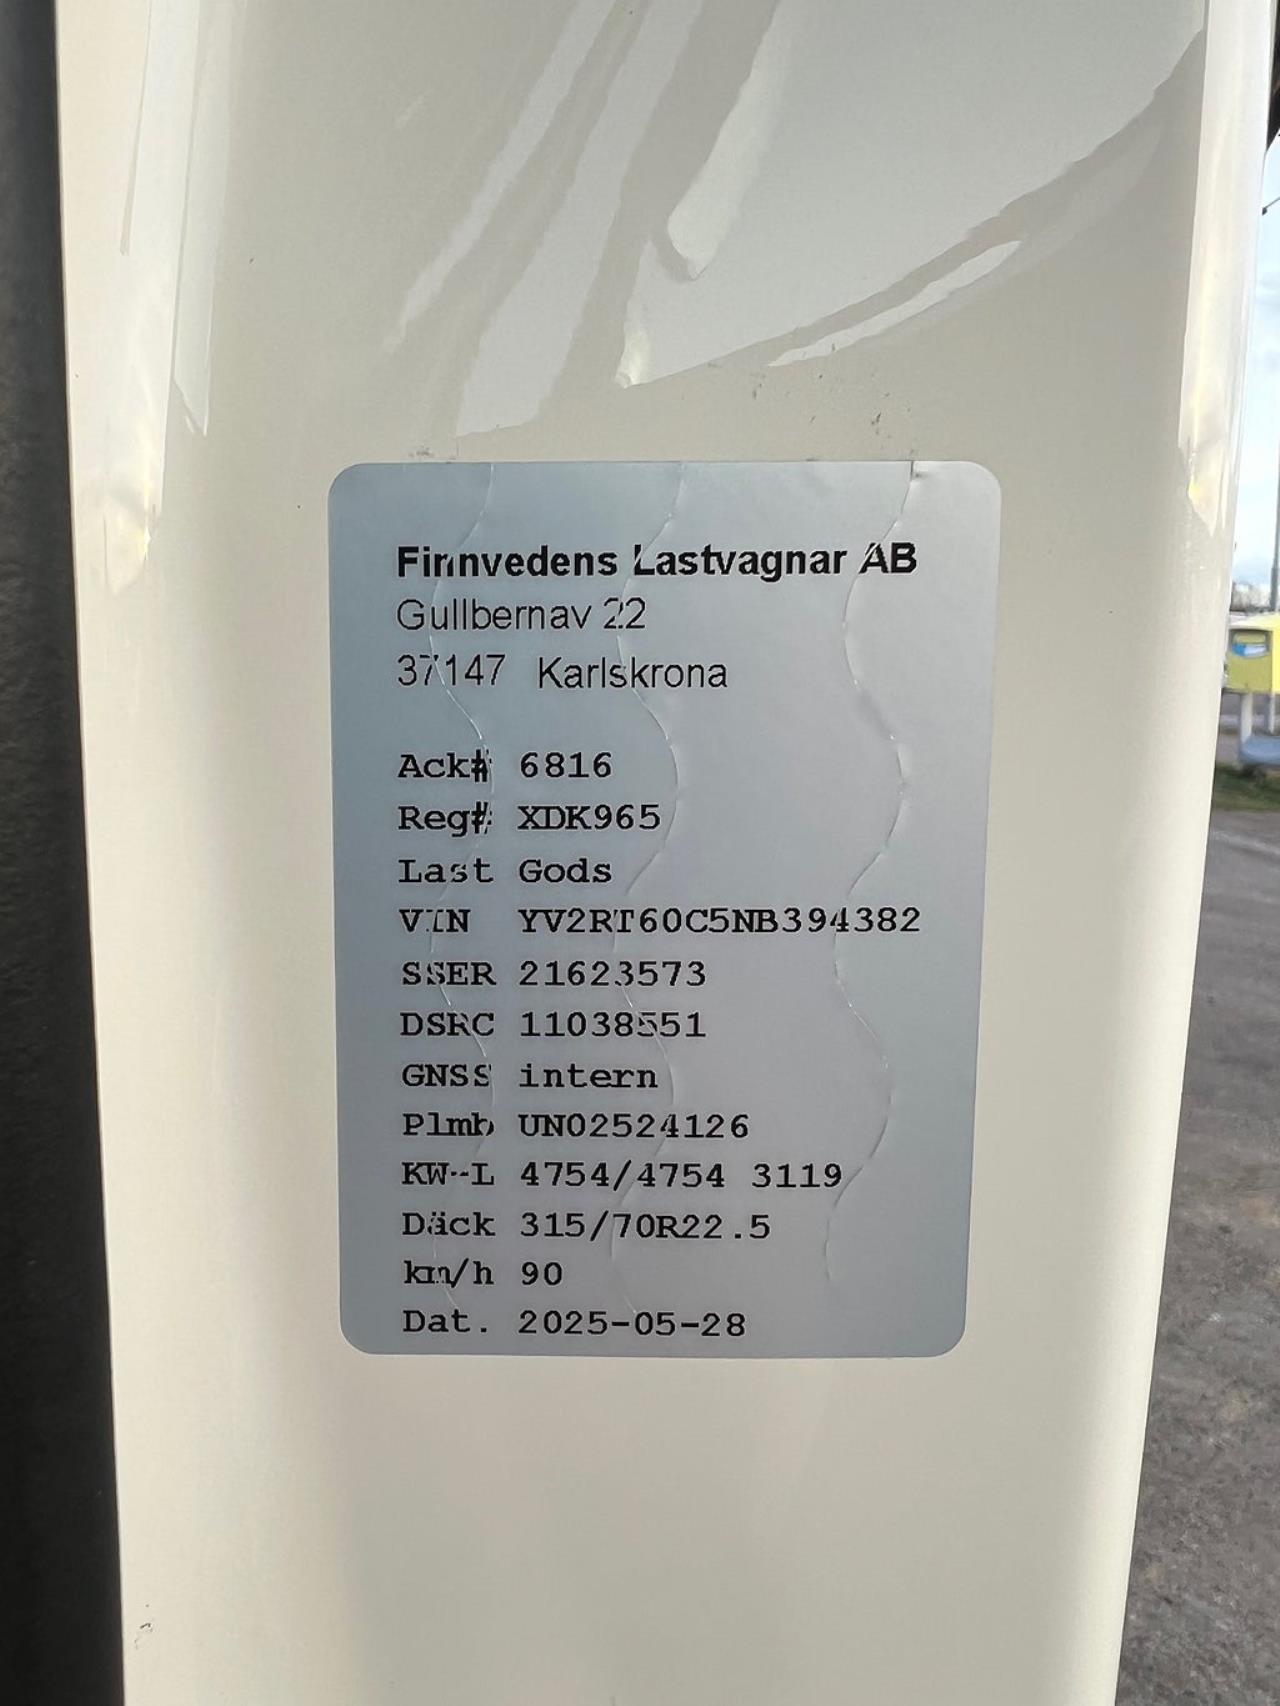 Finnvedens Lastvagnar AB
Gullbernav 22
37147 Karlskrona
Ack# 6816
Reg# XDK965
Last Gods
VIN YV2RT60C5NB394382
SSER 21623573
DSRC 11038551
GNSS intern
Plmb UN02524126
KW-L 4754/4754 3119
Däck 315/70R22.5
km/h 90
Dat. 2025-05-28